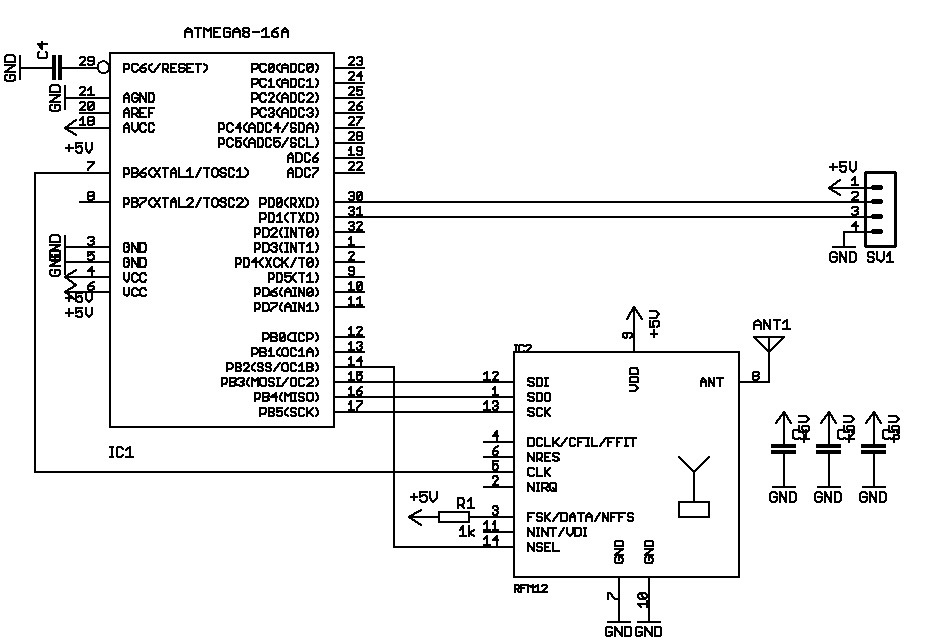 ATMEGA8-16A
C4
GND
29 PC6(/RESET) PC0(ADC0) 23
PC1(ADC1) 24
GND 21 AGND PC2(ADC2) 25
20 AREF PC3(ADC3) 26
18 AVCC PC4(ADC4/SDA) 27
+5V PC5(ADC5/SCL) 28
ADC6 19
7 PB6(XTAL1/TOSC1) ADC7 22
8 PB7(XTAL2/TOSC2) PD0(RXD) 30
PD1(TXD) 31
PD2(INT0) 32
GND 3 GND PD3(INT1) 1
GND 5 GND PD4(XCK/T0) 2
4 VCC PD5(T1) 9
6 VCC PD6(AIN0) 10
+5V PD7(AIN1) 11
+5V
PB0(ICP) 12
PB1(OC1A) 13
PB2(SS/OC1B) 14
PB3(MOSI/OC2) 15
PB4(MISO) 16
PB5(SCK) 17
IC1
+5V
1
2
3
4
GND SV1
9 +5V
IC2
VDD
ANT1
ANT 8
12 SDI
1 SDO
13 SCK
4 DCLK/CFIL/FFIT
6 NRES
5 CLK
2 NIRQ
+5V R1
3 FSK/DATA/NFFS
1k 11 NINT/VDI
14 NSEL
GND GND
RFM12
7 10
GND GND
+5V +5V +5V
GND GND GND